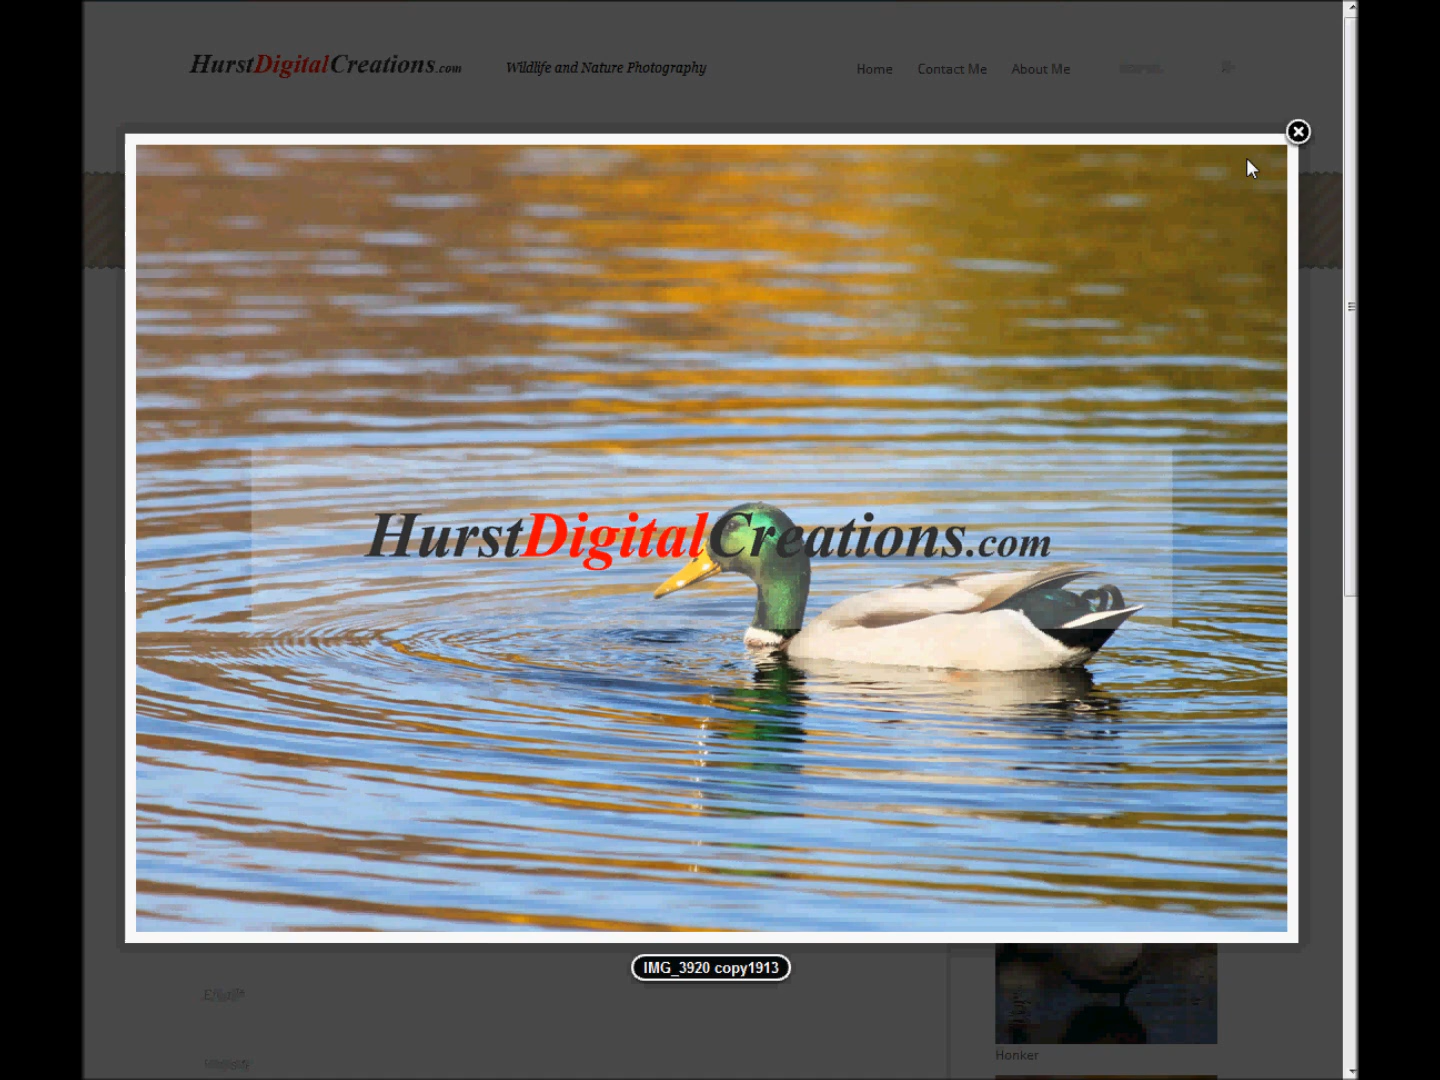 HurstDigitalCreations.com
Wildlife and Nature Photography
Home
Contact Me
About Me
HurstDigitalCreations.com
IMG_3920 copy1913
Honker